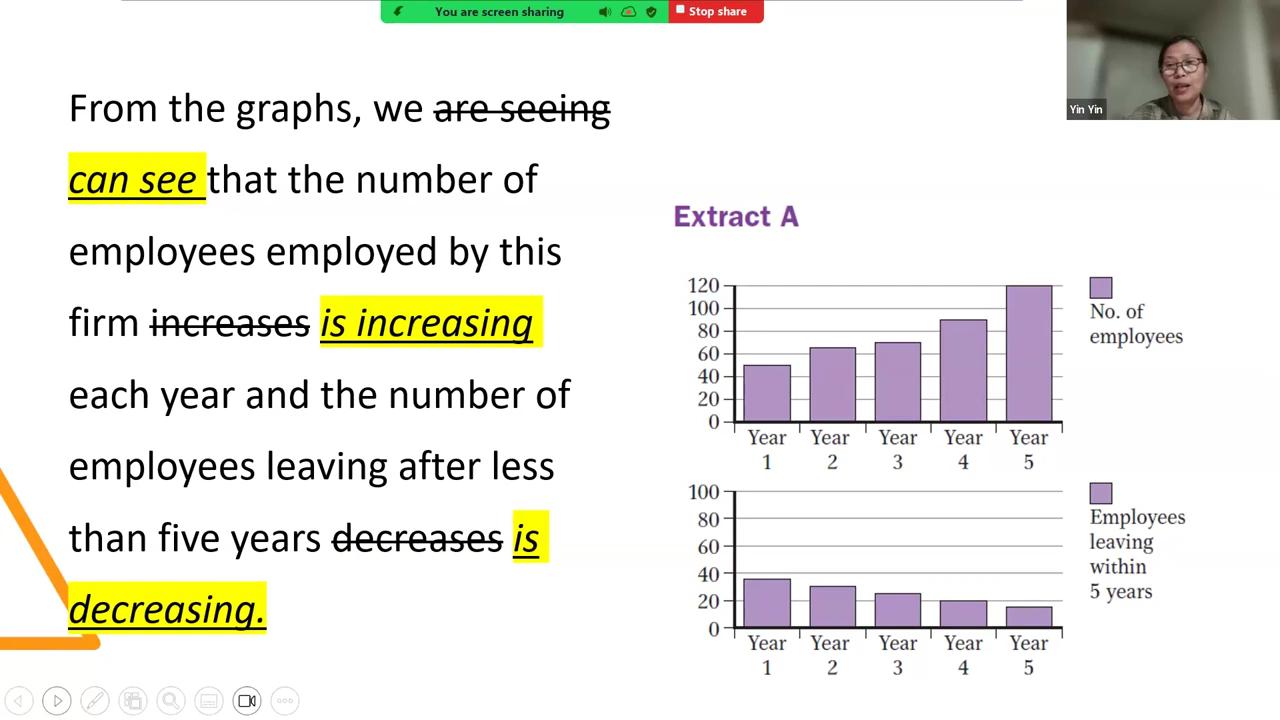 You are screen sharing
Stop share
Yin Yin
From the graphs, we are seeing
can see that the number of
employees employed by this
firm increases is increasing
each year and the number of
employees leaving after less
than five years decreases is
decreasing.
Extract A
120
100
80
60
40
20
0
Year 1
Year 2
Year 3
Year 4
Year 5
No. of
employees
100
80
60
40
20
0
Year 1
Year 2
Year 3
Year 4
Year 5
Employees
leaving
within
5 years